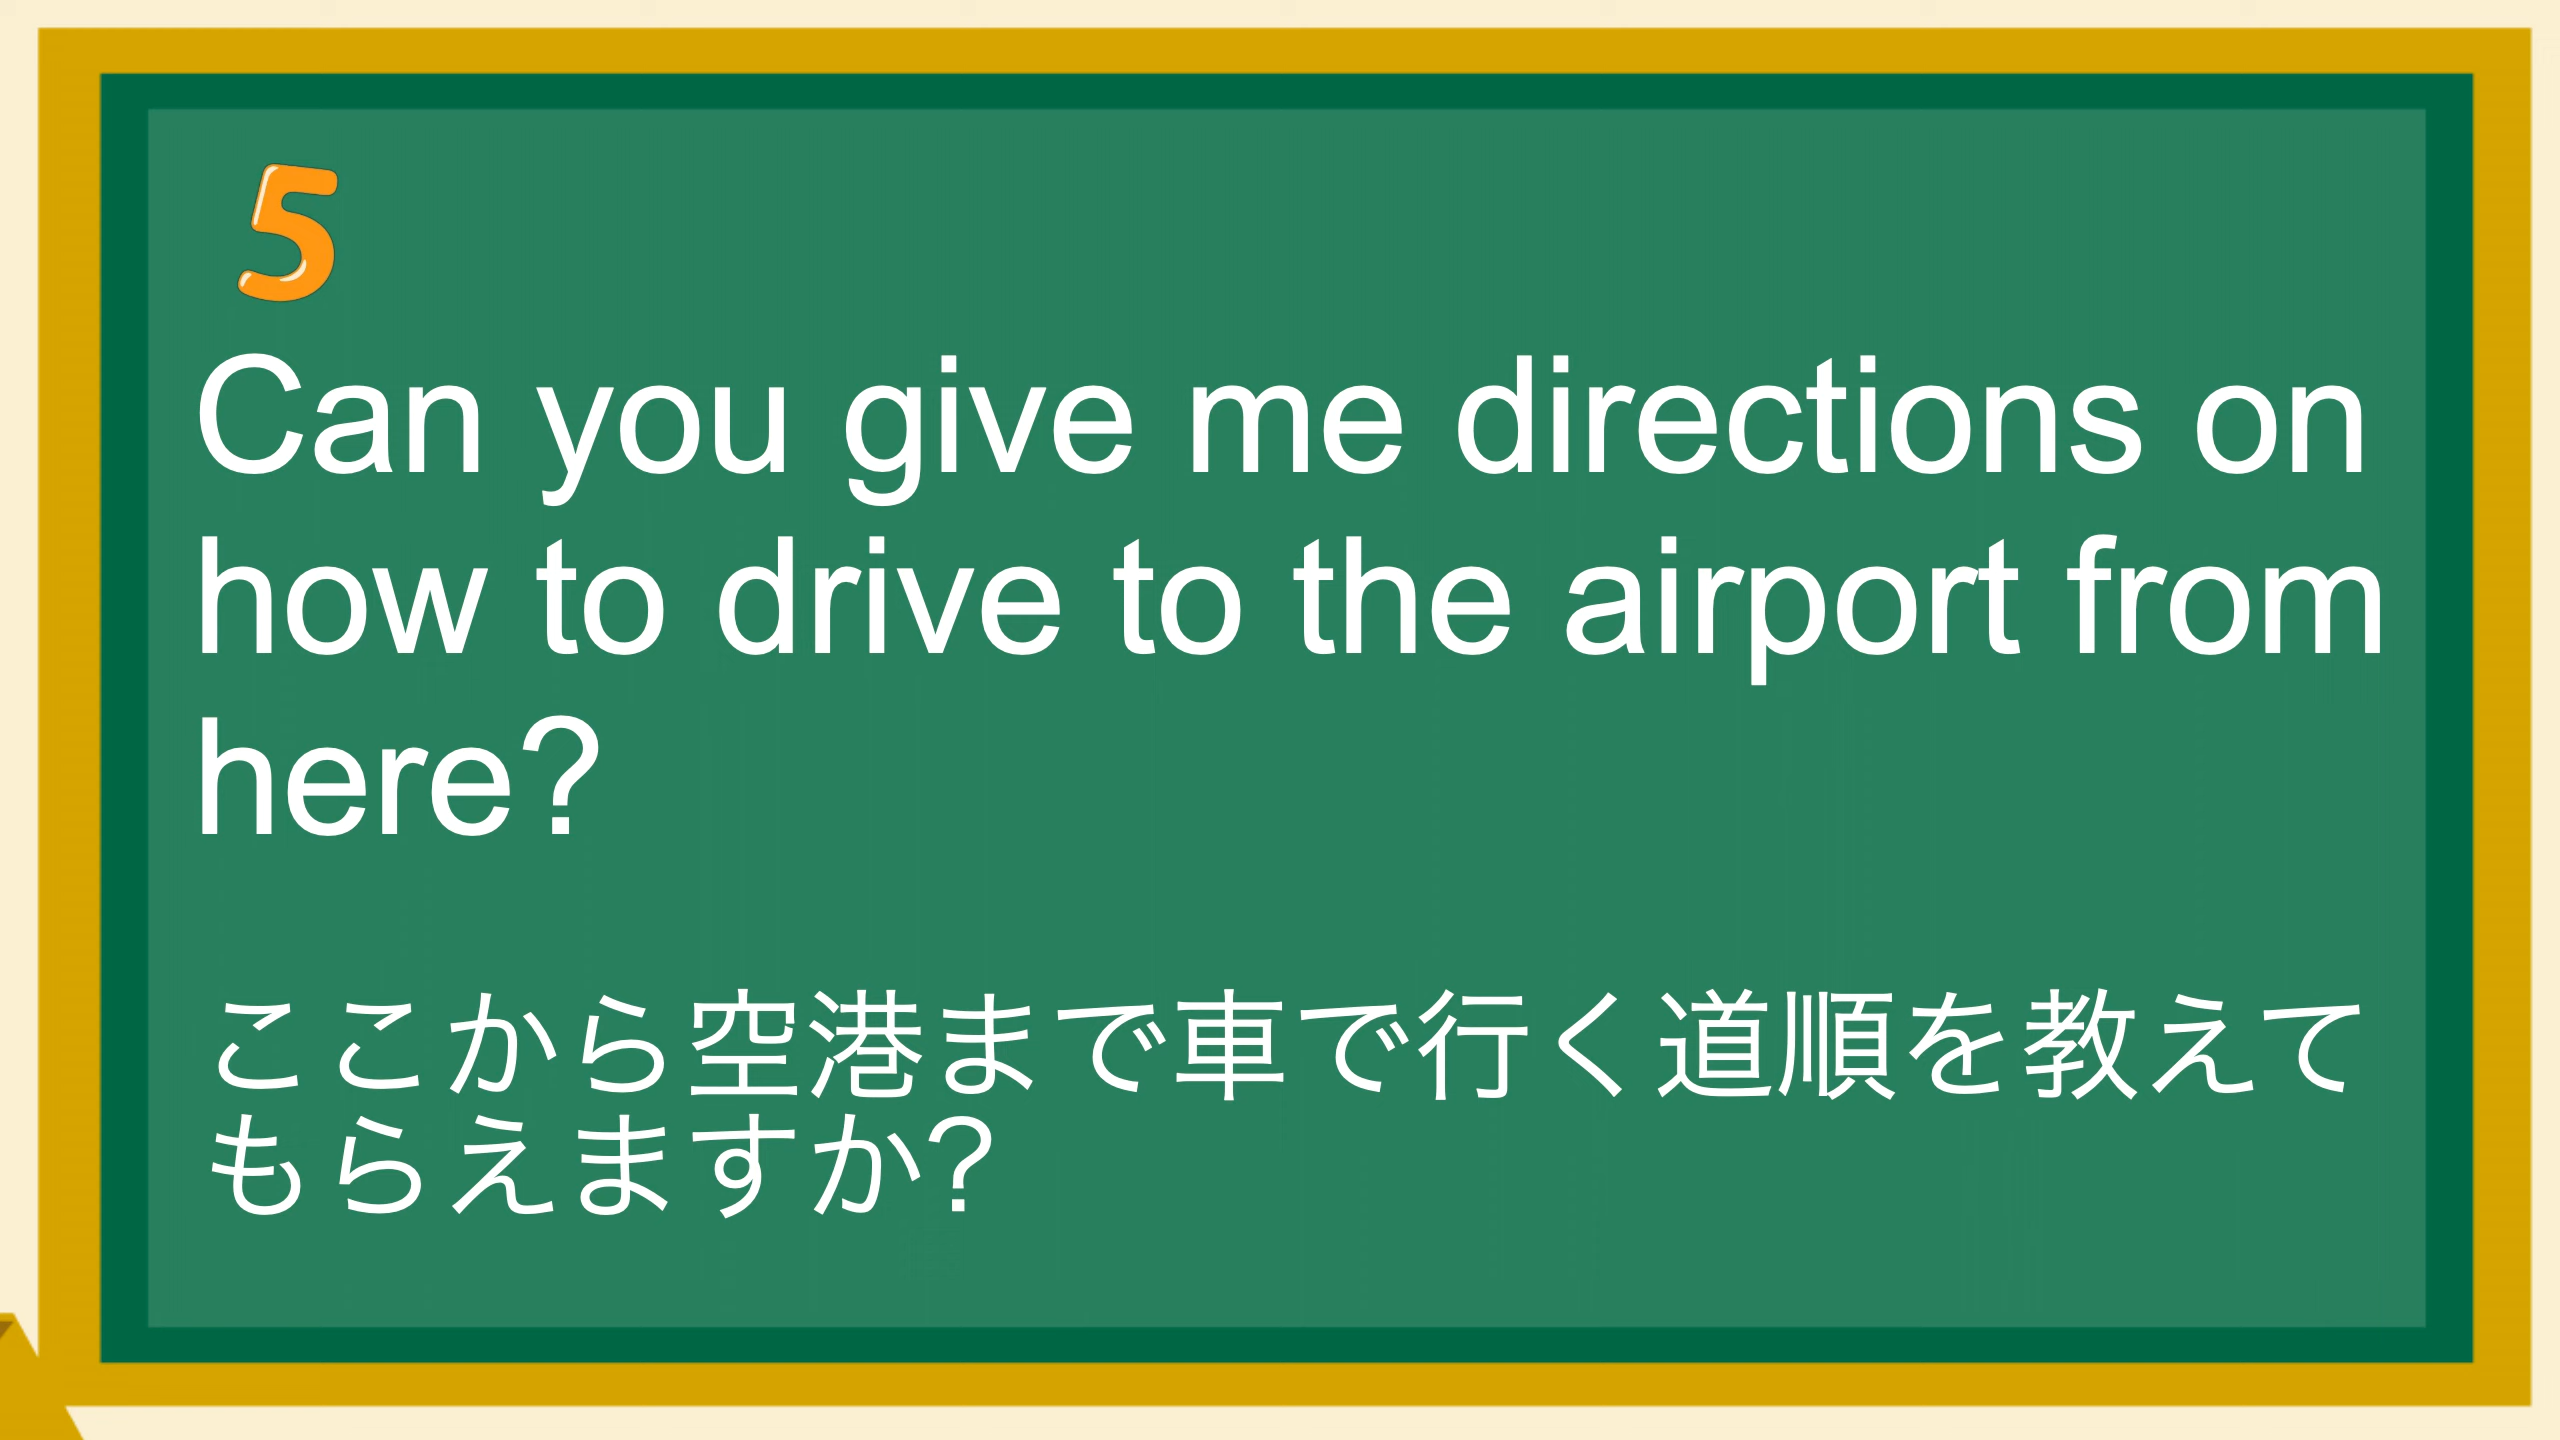 5
Can you give me directions on
how to drive to the airport from
here?
ここから空港まで車で行く道順を教えて
もらえますか？